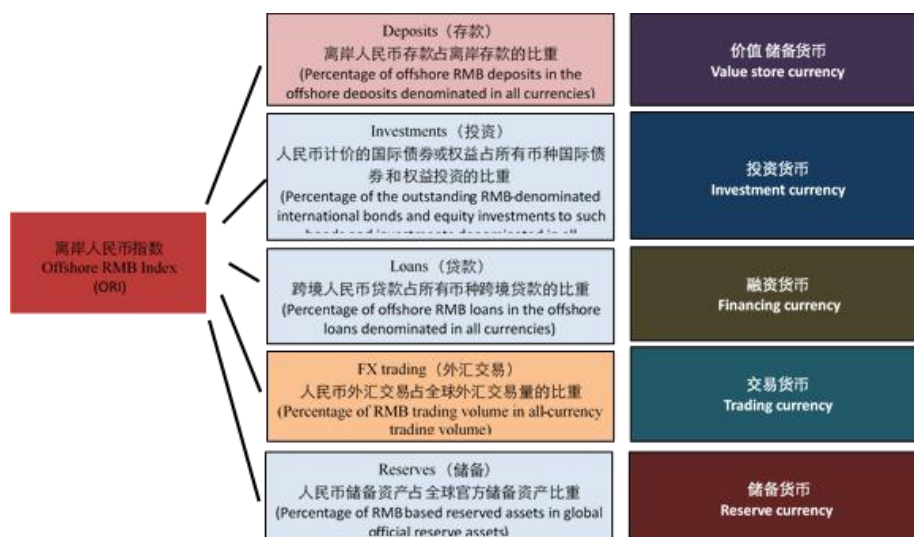 Deposits（存款）
离岸人民币存款占离岸存款的比重
(Percentage of offshore RMB deposits in the
offshore deposits denominated in all currencies)
价值 储备货币
Value store currency
Investments（投资）
人民币计价的国际债券或权益占所有币种国际债
券和权益投资的比重
(Percentage of the outstanding RMB-denominated
international bonds and equity investments to such
投资货币
Investment currency
离岸人民币指数
Offshore RMB Index
(ORI)
Loans（贷款）
跨境人民币贷款占所有币种跨境贷款的比重
(Percentage of offshore RMB loans in the offshore
loans denominated in all currencies)
融资货币
Financing currency
FX trading（外汇交易）
人民币外汇交易占全球外汇交易量的比重
(Percentage of RMB trading volume in all-currency
trading volume)
交易货币
Trading currency
Reserves（储备）
人民币储备资产占全球官方储备资产比重
(Percentage of RMB based reserved assets in global
official reserve assets)
储备货币
Reserve currency